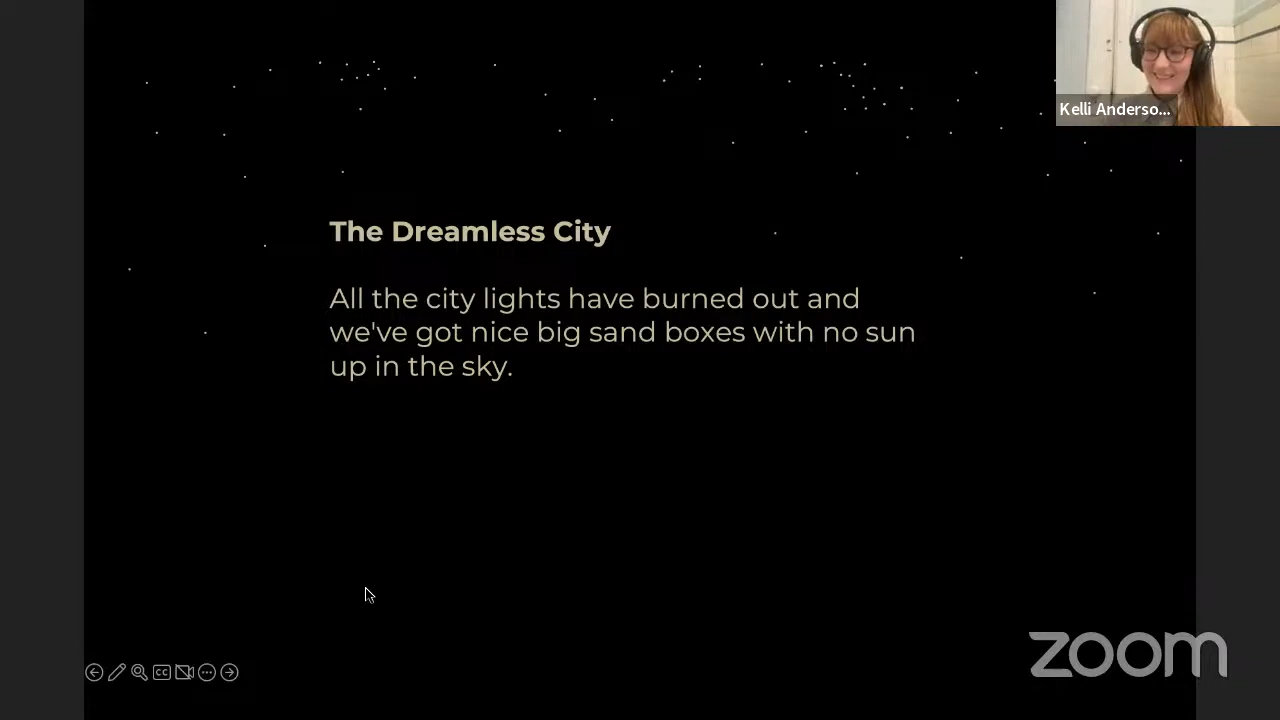 Kelli Anderso...
The Dreamless City
All the city lights have burned out and
we've got nice big sand boxes with no sun
up in the sky.
CC
zoom